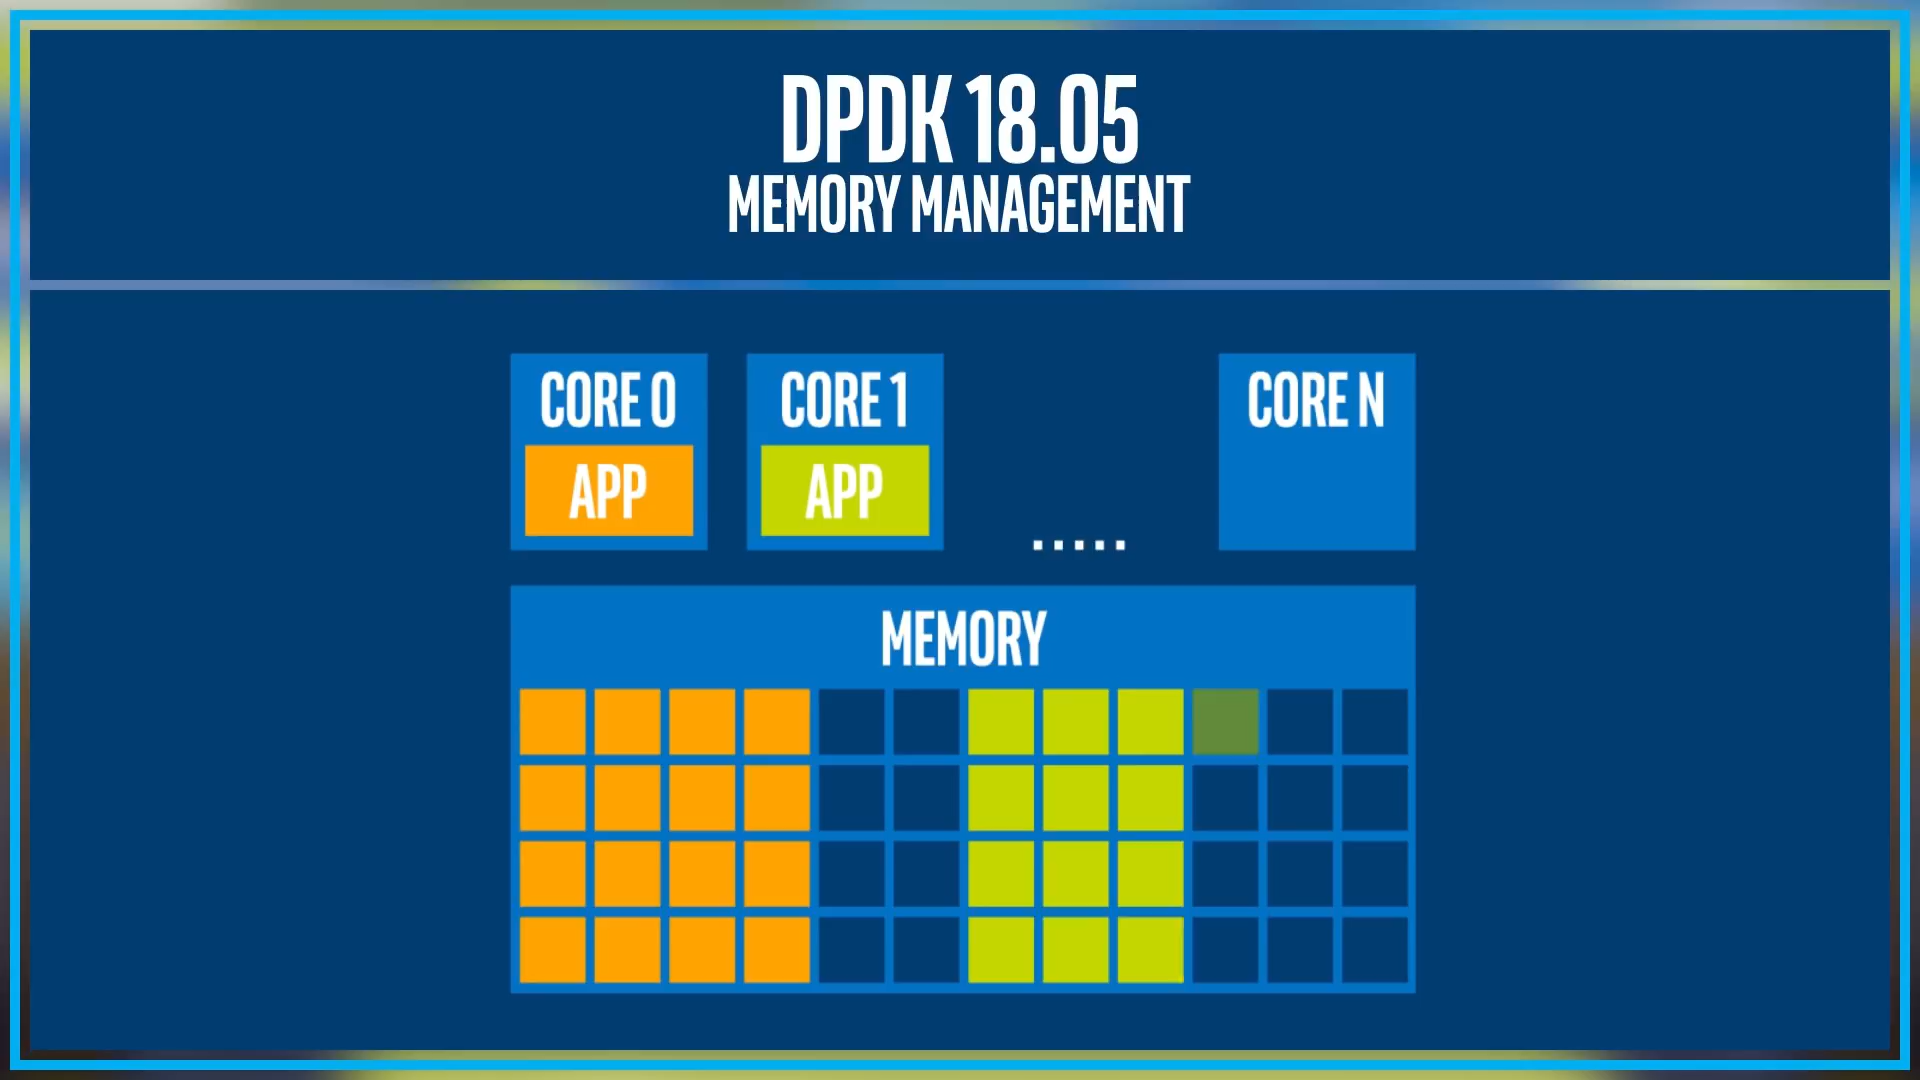 DPDK 18.05
MEMORY MANAGEMENT
CORE 0
APP
CORE 1
APP
.....
CORE N
MEMORY